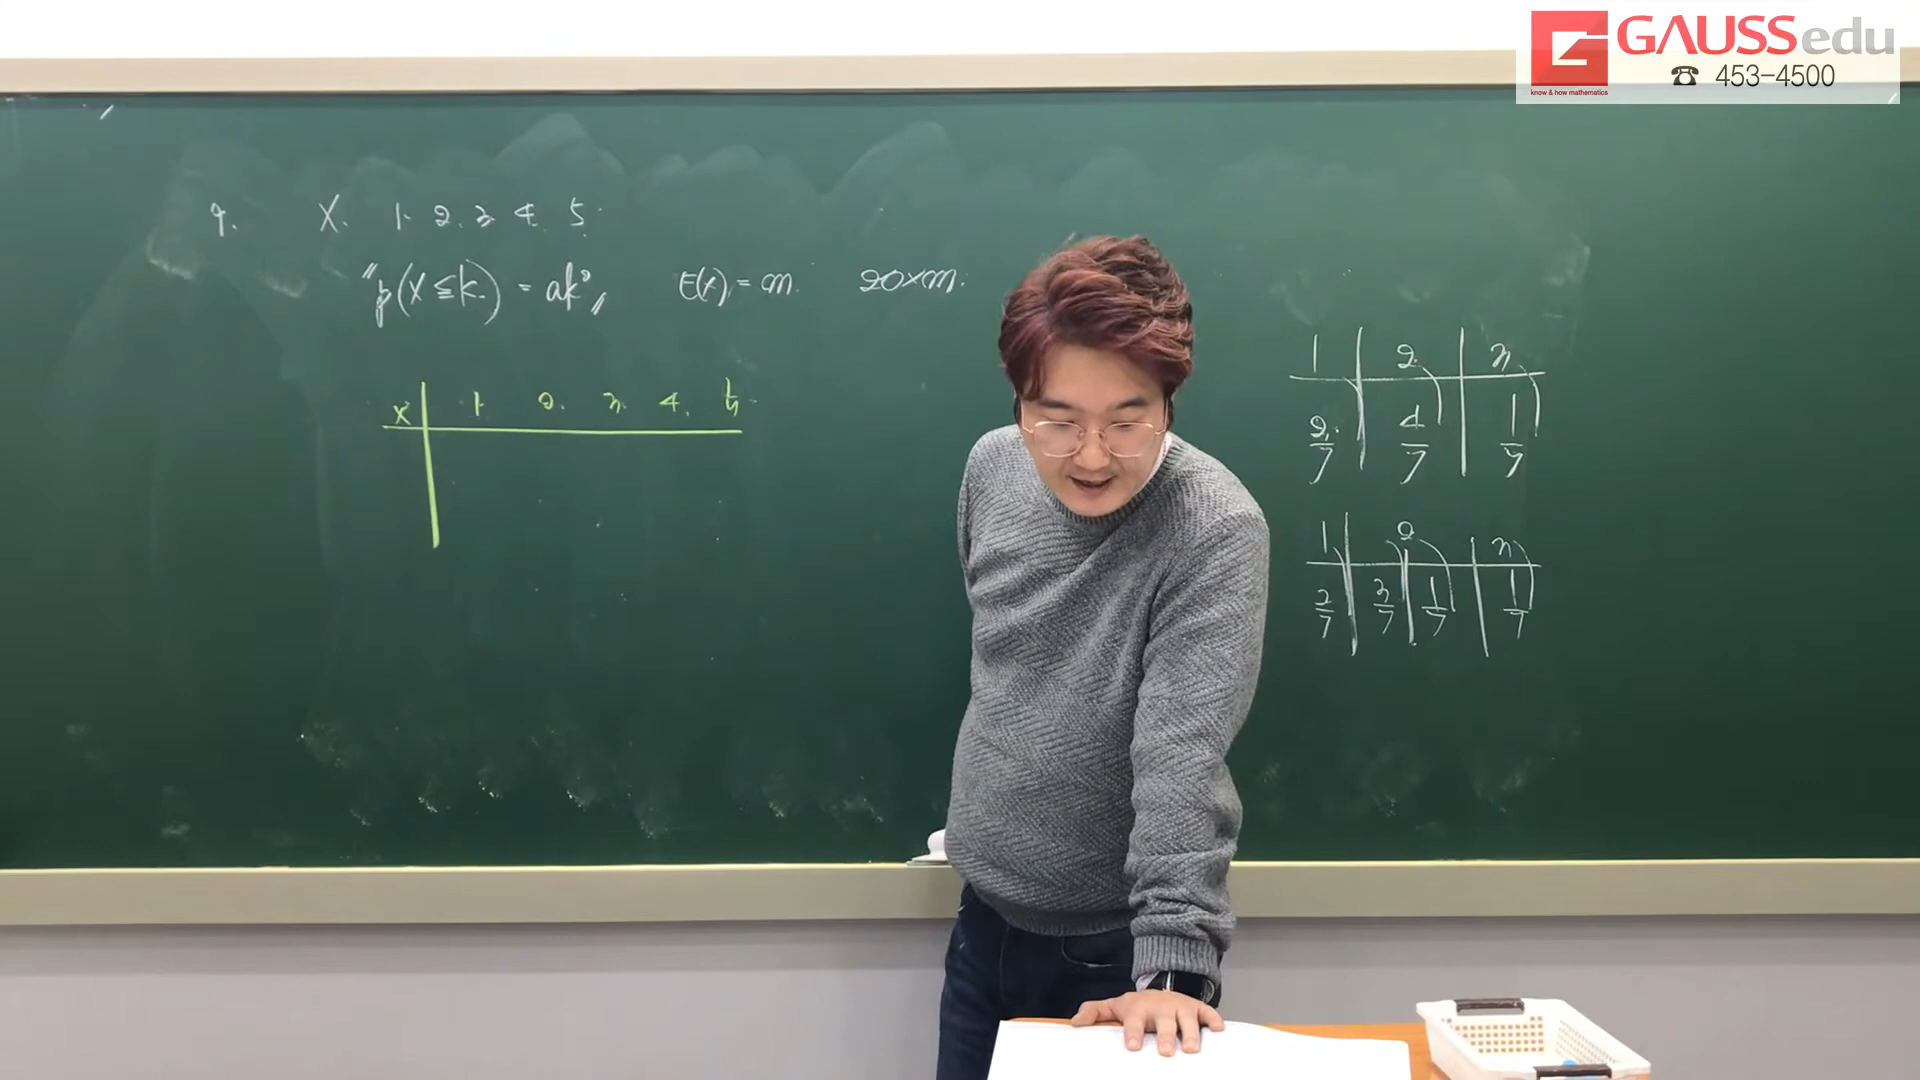 GAUSSedu
know & how mathematics
☎ 453-4500
9. X. 1. 2. 3 4. 5.
"P(X≦k.) = ak²" E(X) = m. 20×m.
X 1. 2. 3. 4. 5
1 2. 3
2/7 4/7 1/7
1 2 3
2/7 3/7 1/7 1/7